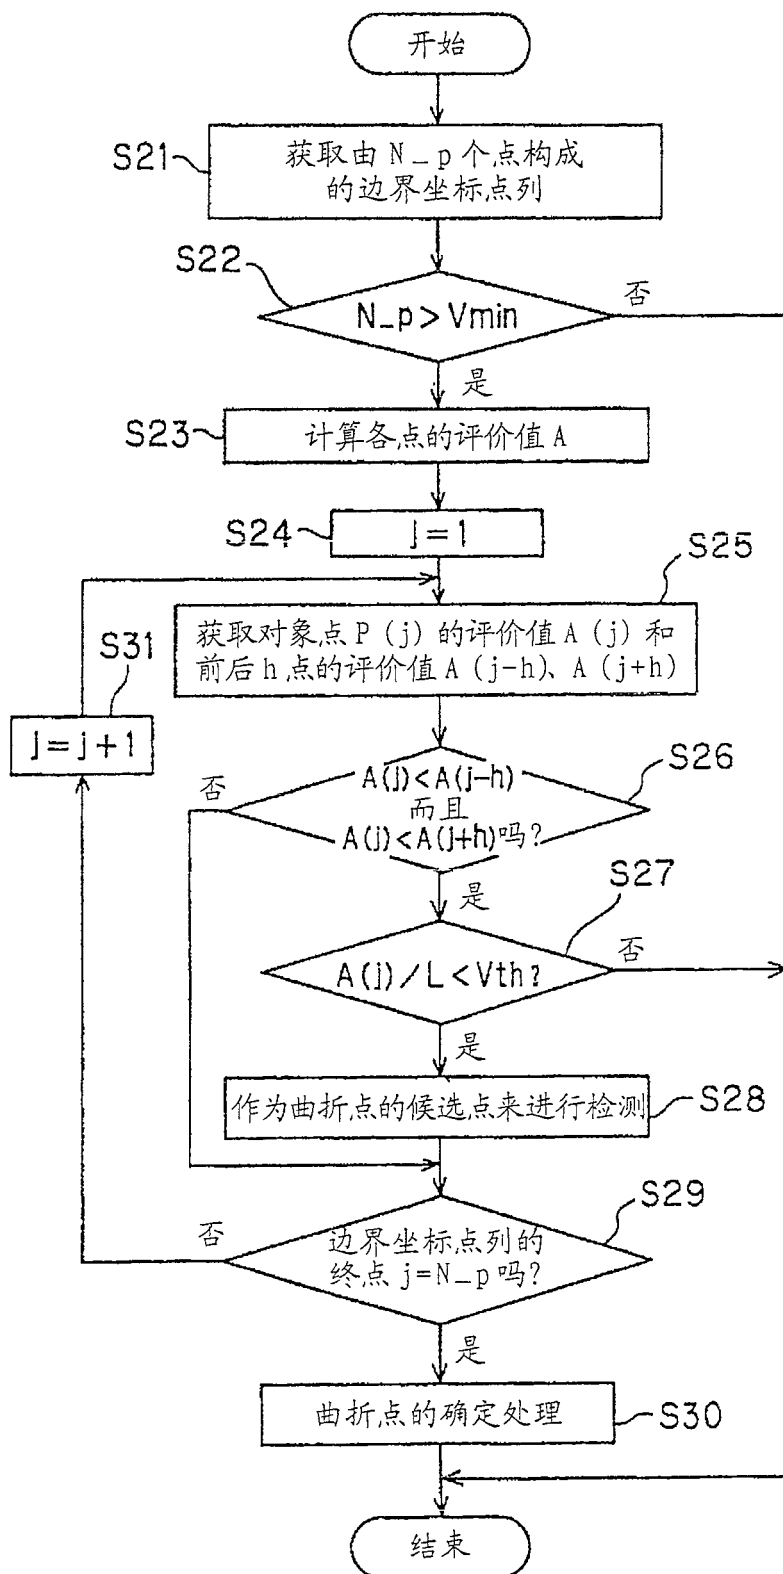 开始
S21
获取由N_p个点构成
的边界坐标点列
S22
N_p>Vmin
否
是
S23
计算各点的评价值A
S24
j=1
S25
获取对象点P(j)的评价值A(j)和
前后h点的评价值A(j-h)、A(j+h)
S31
j=j+1
S26
否
A(j)<A(j-h)
而且
A(j)<A(j+h)吗?
是
S27
A(j)/L<Vth?
否
是
作为曲折点的候选点来进行检测
S28
S29
否
边界坐标点列的
终点j=N_p吗?
是
曲折点的确定处理
S30
结束